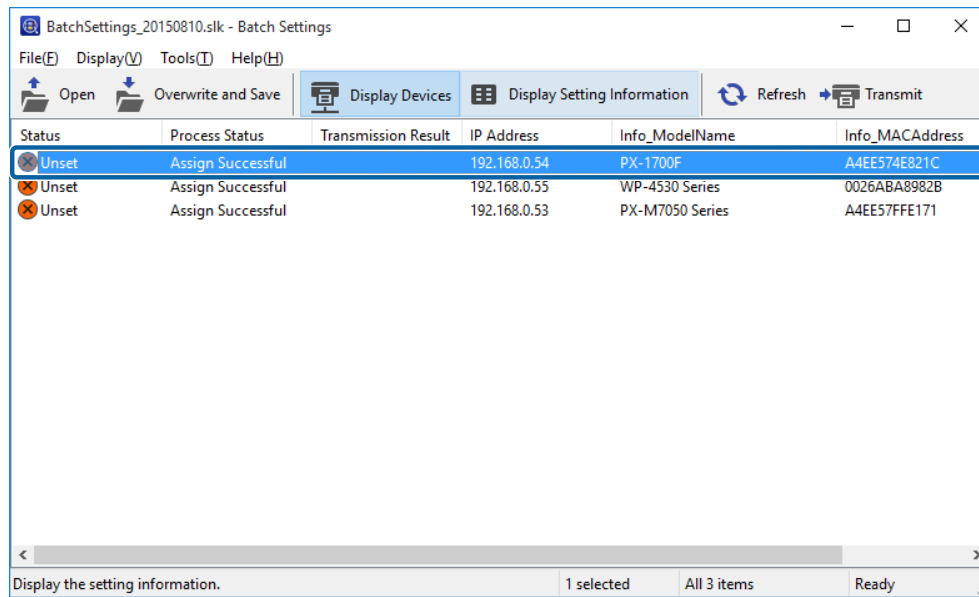 BatchSettings_20150810.slk - Batch Settings
File(F) Display(V) Tools(T) Help(H)
Open Overwrite and Save Display Devices Display Setting Information Refresh Transmit
Status Process Status Transmission Result IP Address Info_ModelName Info_MACAddress
Unset Assign Successful 192.168.0.54 PX-1700F A4EE574E821C
Unset Assign Successful 192.168.0.55 WP-4530 Series 0026ABA8982B
Unset Assign Successful 192.168.0.53 PX-M7050 Series A4EE57FFE171
Display the setting information. 1 selected All 3 items Ready